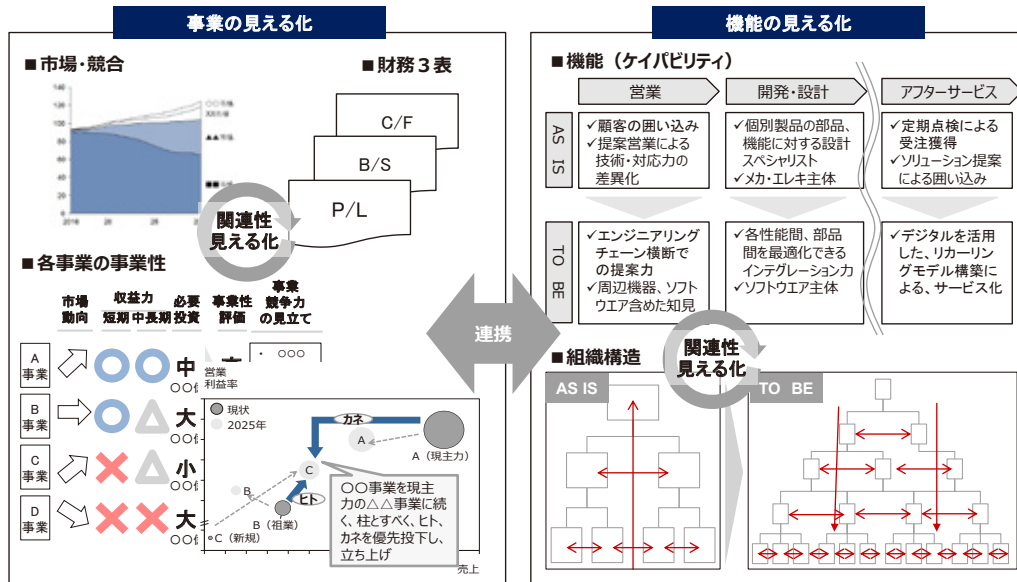 事業の見える化
■市場・競合
140
120
100
80
60
40
20
0
2016
26
28
○○市場
▲▲市場
■■市場
■財務３表
C/F
B/S
P/L
関連性
見える化
■各事業の事業性
市場
動向
収益力
短期 中長期
必要
投資
事業性
評価
事業
競争力
の見立て
A
事業
中
・ ○○○
B
事業
大
C
事業
小
D
事業
大
営業
利益率
現状
2025年
カネ
A
A（現主力）
C
B
ヒト
B（祖業）
C（新規）
○○事業を現主
力の△△事業に続
く、柱とすべく、ヒト、
カネを優先投下し、
立ち上げ
売上
連携
機能の見える化
■機能（ケイパビリティ）
営業
開発・設計
アフターサービス
AS IS
✓顧客の囲い込み
✓提案営業による
技術・対応力の
差異化
✓個別製品の部品、
機能に対する設計
スペシャリスト
✓メカ・エレキ主体
✓定期点検による
受注獲得
✓ソリューション提案
による囲い込み
TO BE
✓エンジニアリング
チェーン横断で
の提案力
✓周辺機器、ソフト
ウエア含めた知見
✓各性能間、部品
間を最適化できる
インテグレーション力
✓ソフトウエア主体
✓デジタルを活用
した、リカーリン
グモデル構築に
よる、サービス化
■組織構造
関連性
見える化
AS IS
TO BE